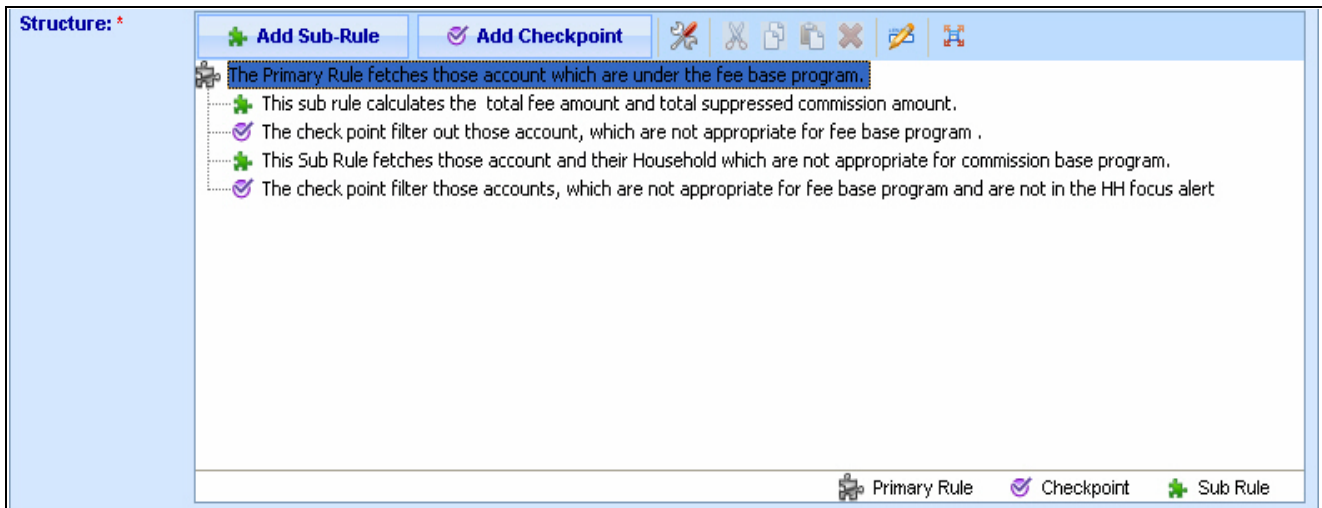 Structure: *
Add Sub-Rule Add Checkpoint
The Primary Rule fetches those account which are under the fee base program.
This sub rule calculates the total fee amount and total suppressed commission amount.
The check point filter out those account, which are not appropriate for fee base program .
This Sub Rule fetches those account and their Household which are not appropriate for commission base program.
The check point filter those accounts, which are not appropriate for fee base program and are not in the HH focus alert
Primary Rule Checkpoint Sub Rule